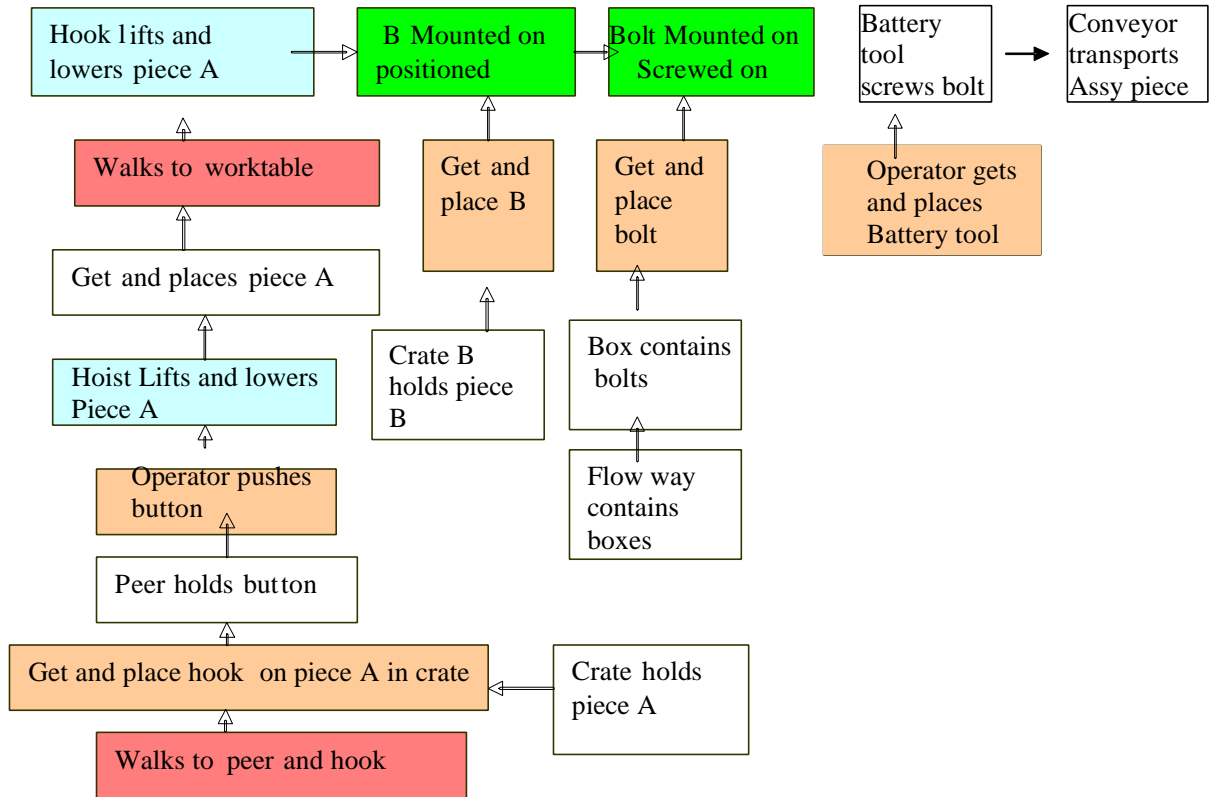 Hook lifts and
lowers piece A
B Mounted on
positioned
Bolt Mounted on
Screwed on
Battery
tool
screws bolt
Conveyor
transports
Assy piece
Walks to worktable
Get and
place B
Get and
place
bolt
Operator gets
and places
Battery tool
Get and places piece A
Crate B
holds piece
B
Box contains
bolts
Hoist Lifts and lowers
Piece A
Operator pushes
button
Flow way
contains
boxes
Peer holds button
Get and place hook on piece A in crate
Crate holds
piece A
Walks to peer and hook